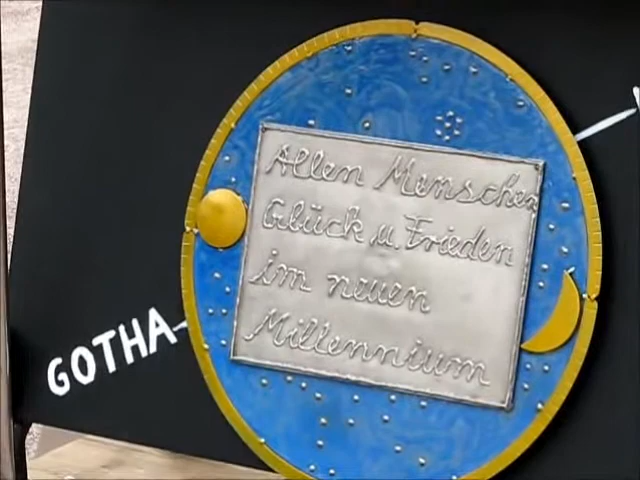 Allen Menschen
Glück u. Frieden
im neuen
Millennium
GOTHA